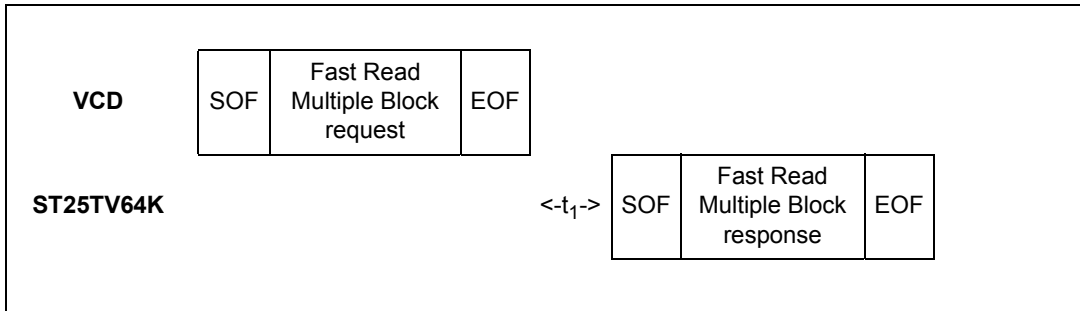 VCD
SOF
Fast Read
Multiple Block
request
EOF
ST25TV64K
<-t1->
SOF
Fast Read
Multiple Block
response
EOF